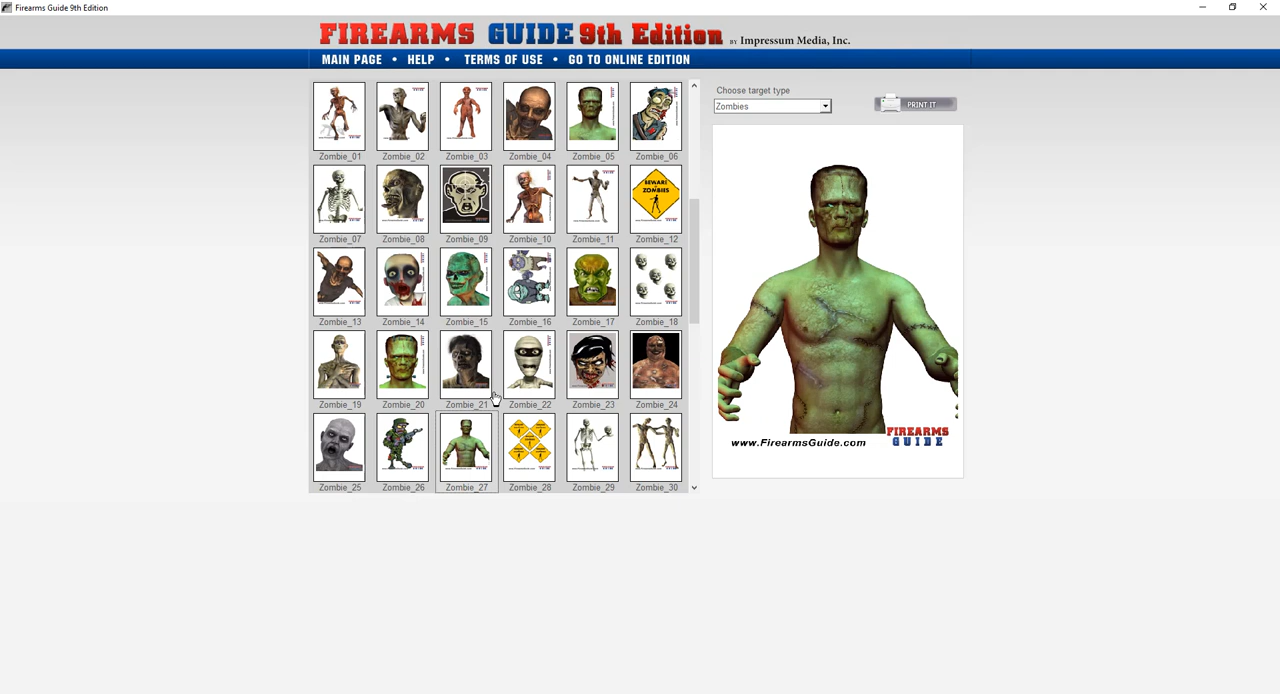 Firearms Guide 9th Edition
FIREARMS GUIDE 9th Edition BY Impressum Media, Inc.
MAIN PAGE • HELP • TERMS OF USE • GO TO ONLINE EDITION
Choose target type
Zombies
PRINT IT
Zombie_01 Zombie_02 Zombie_03 Zombie_04 Zombie_05 Zombie_06
BEWARE
ZOMBIES
Zombie_07 Zombie_08 Zombie_09 Zombie_10 Zombie_11 Zombie_12
Zombie_13 Zombie_14 Zombie_15 Zombie_16 Zombie_17 Zombie_18
Zombie_19 Zombie_20 Zombie_21 Zombie_22 Zombie_23 Zombie_24
Zombie_25 Zombie_26 Zombie_27 Zombie_28 Zombie_29 Zombie_30
www.FirearmsGuide.com
FIREARMS
GUIDE